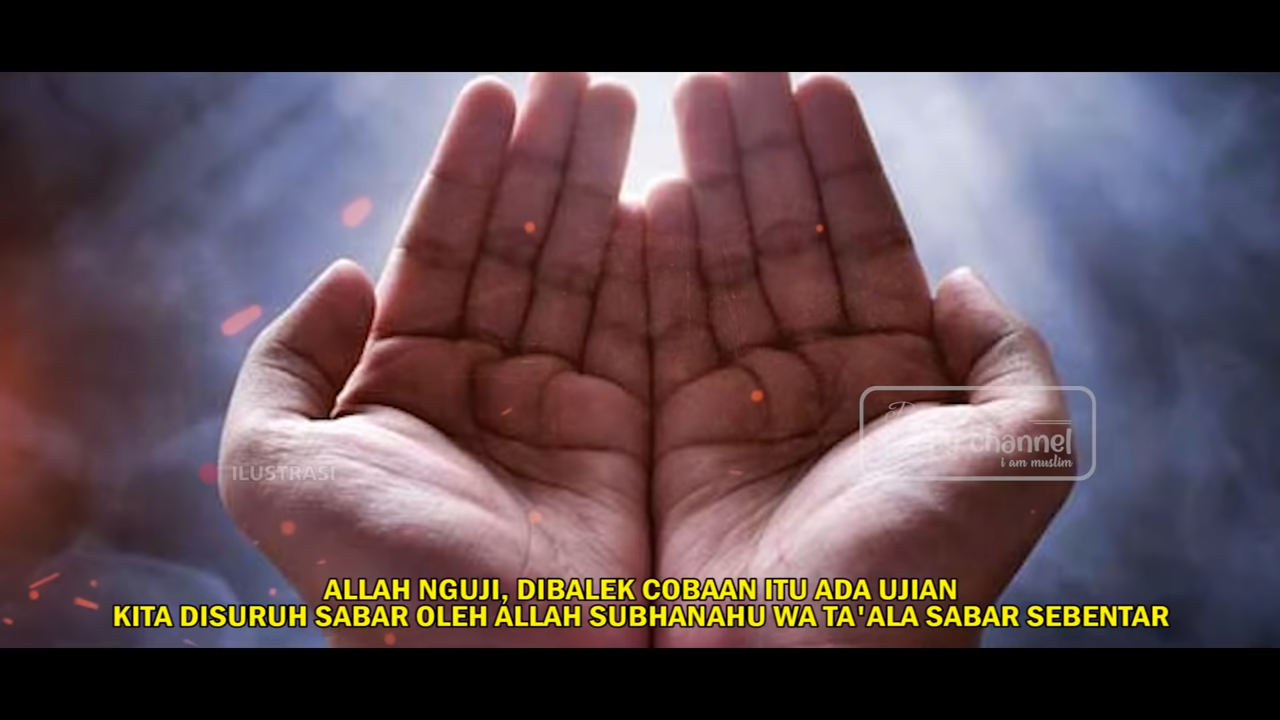 channel
i am muslim
ILUSTRASI
ALLAH NGUJI, DIBALEK COBAAN ITU ADA UJIAN
KITA DISURUH SABAR OLEH ALLAH SUBHANAHU WA TA'ALA SABAR SEBENTAR